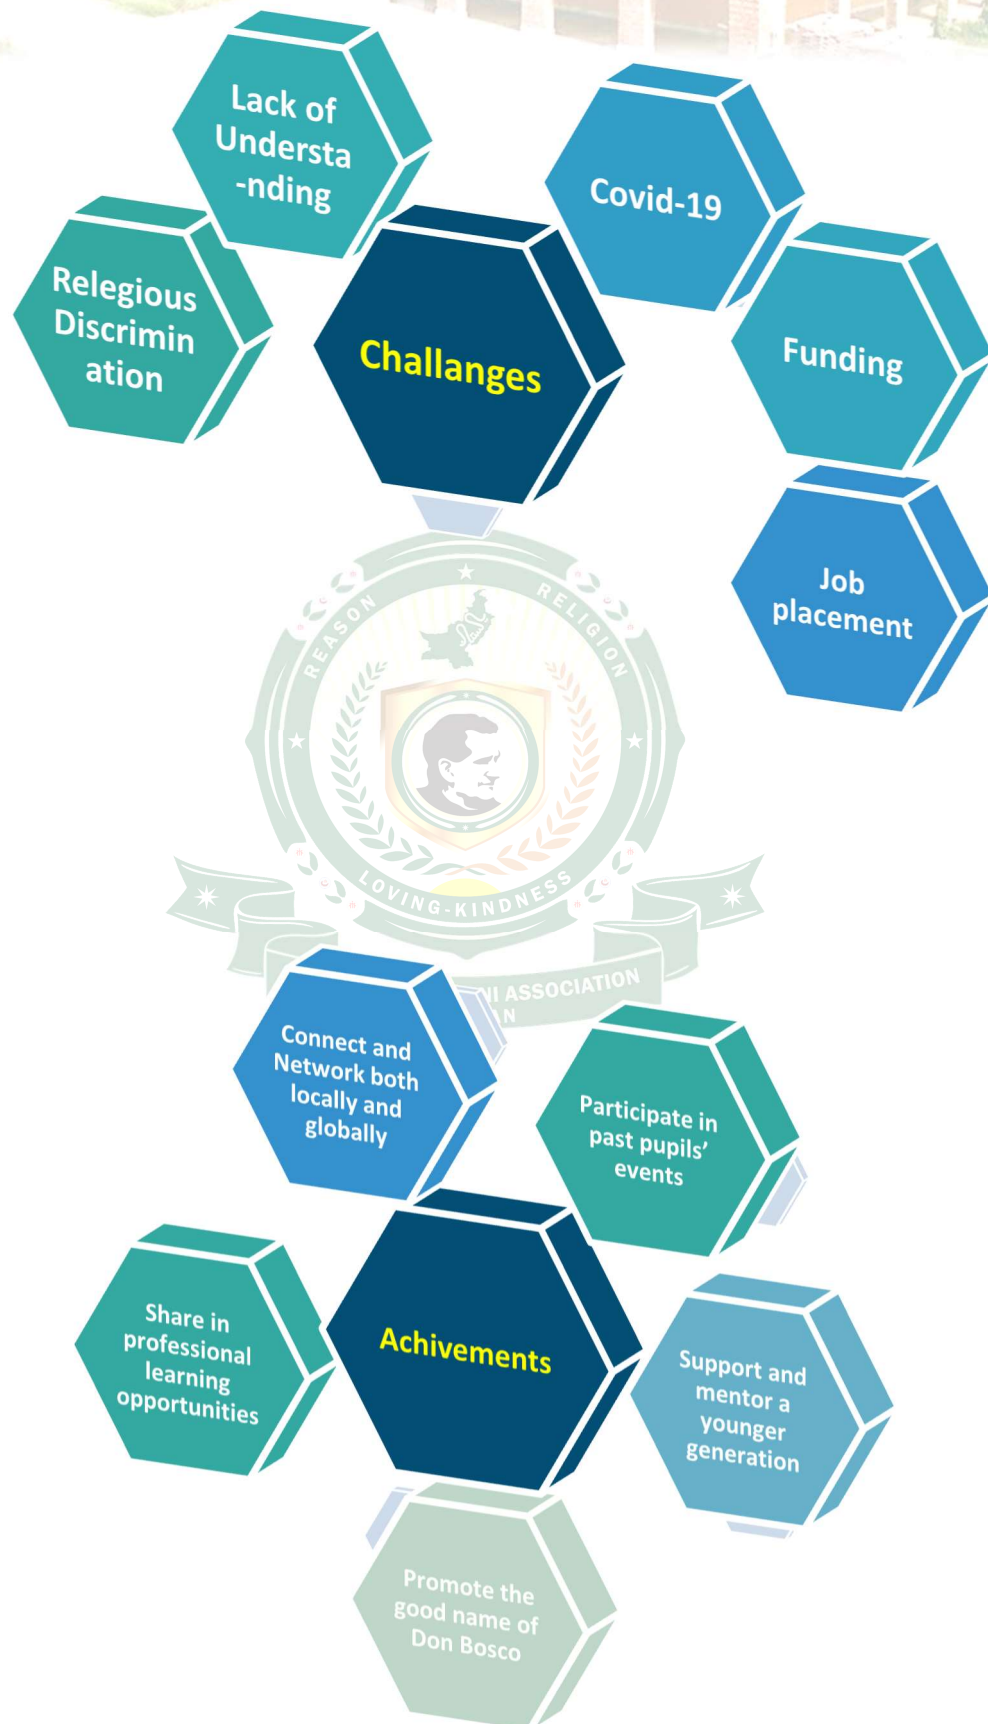 Lack of
Understa
-nding
Covid-19
Relegious
Discrimin
ation
Challanges
Funding
Job
placement
REASON
RELIGION
LOVING-KINDNESS
ASSOCIATION
Connect and
Network both
locally and
globally
Participate in
past pupils’
events
Share in
professional
learning
opportunities
Achivements
Support and
mentor a
younger
generation
Promote the
good name of
Don Bosco